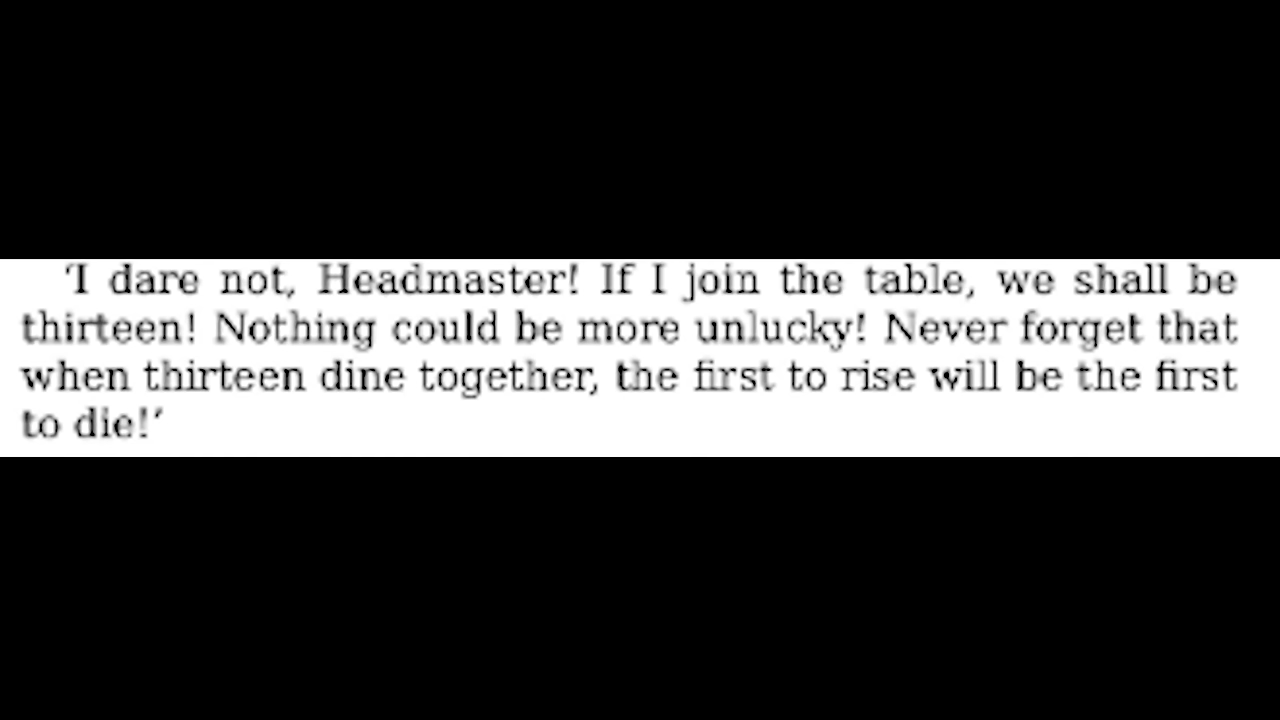 ‘I dare not, Headmaster! If I join the table, we shall be
thirteen! Nothing could be more unlucky! Never forget that
when thirteen dine together, the first to rise will be the first
to die!’